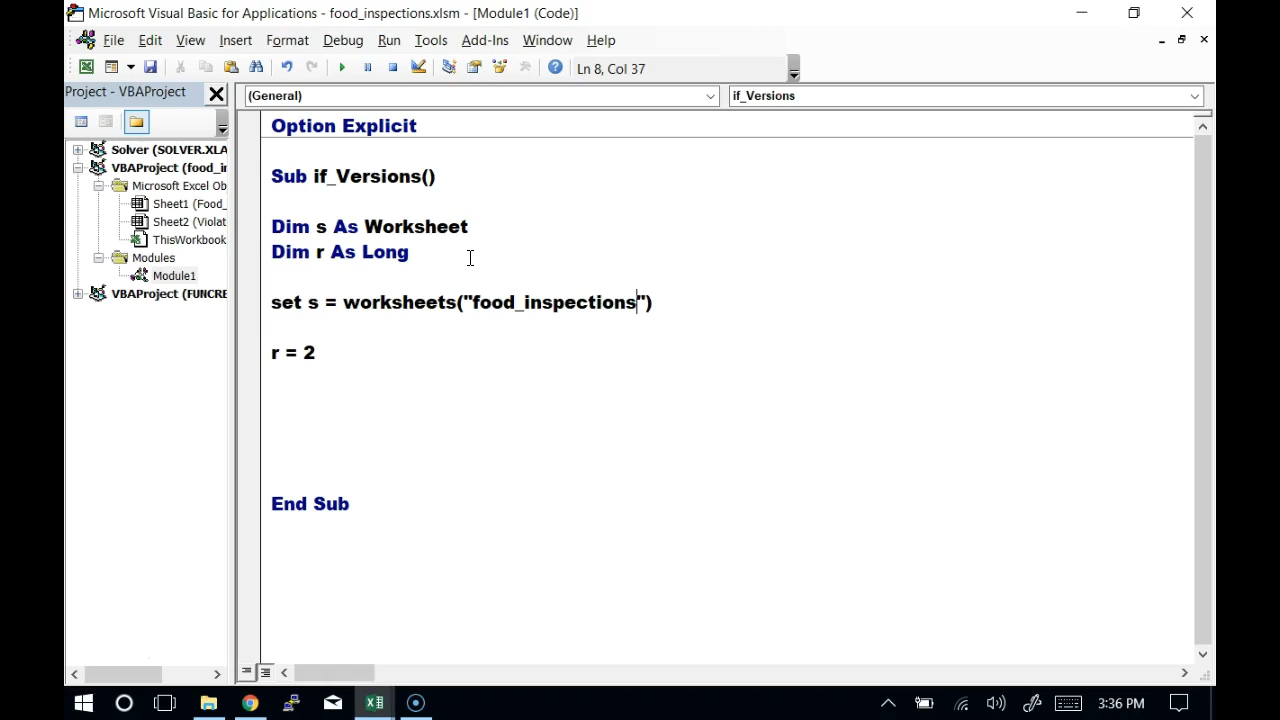 Microsoft Visual Basic for Applications - food_inspections.xlsm - [Module1 (Code)]
File Edit View Insert Format Debug Run Tools Add-Ins Window Help
Ln 8, Col 37
Project - VBAProject
(General)
if_Versions
Solver (SOLVER.XLA
VBAProject (food_in
Microsoft Excel Ob
Sheet1 (Food_
Sheet2 (Violat
ThisWorkbook
Modules
Module1
VBAProject (FUNCRE
Option Explicit
Sub if_Versions()
Dim s As Worksheet
Dim r As Long
set s = worksheets("food_inspections")
r = 2
End Sub
3:36 PM